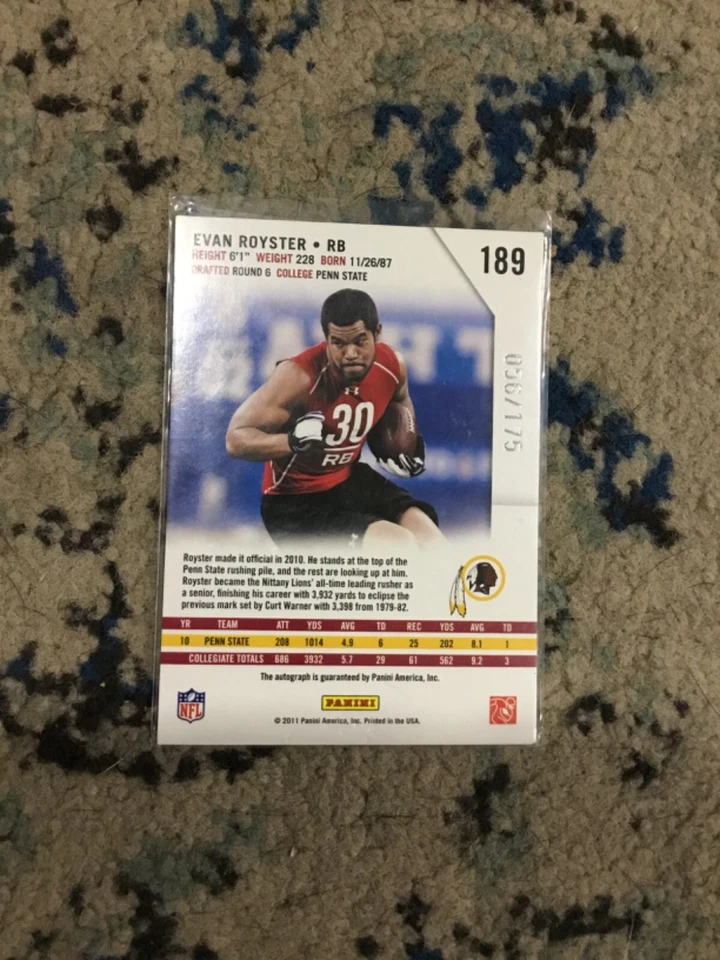 EVAN ROYSTER • RB
HEIGHT 6'1" WEIGHT 228 BORN 11/26/87
DRAFTED ROUND 6 COLLEGE PENN STATE
189
056/175
30
RB
Royster made it official in 2010. He stands at the top of the
Penn State rushing pile, and the rest are looking up at him.
Royster became the Nittany Lions' all-time leading rusher as
a senior, finishing his career with 3,932 yards to eclipse the
previous mark set by Curt Warner with 3,398 from 1979-82.
YR TEAM ATT YDS AVG TD REC YDS AVG TD
10 PENN STATE 208 1014 4.9 6 25 202 8.1 1
COLLEGIATE TOTALS 686 3932 5.7 29 61 562 9.2 3
The autograph is guaranteed by Panini America, Inc.
NFL
PANINI
© 2011 Panini America, Inc. Printed in the USA.